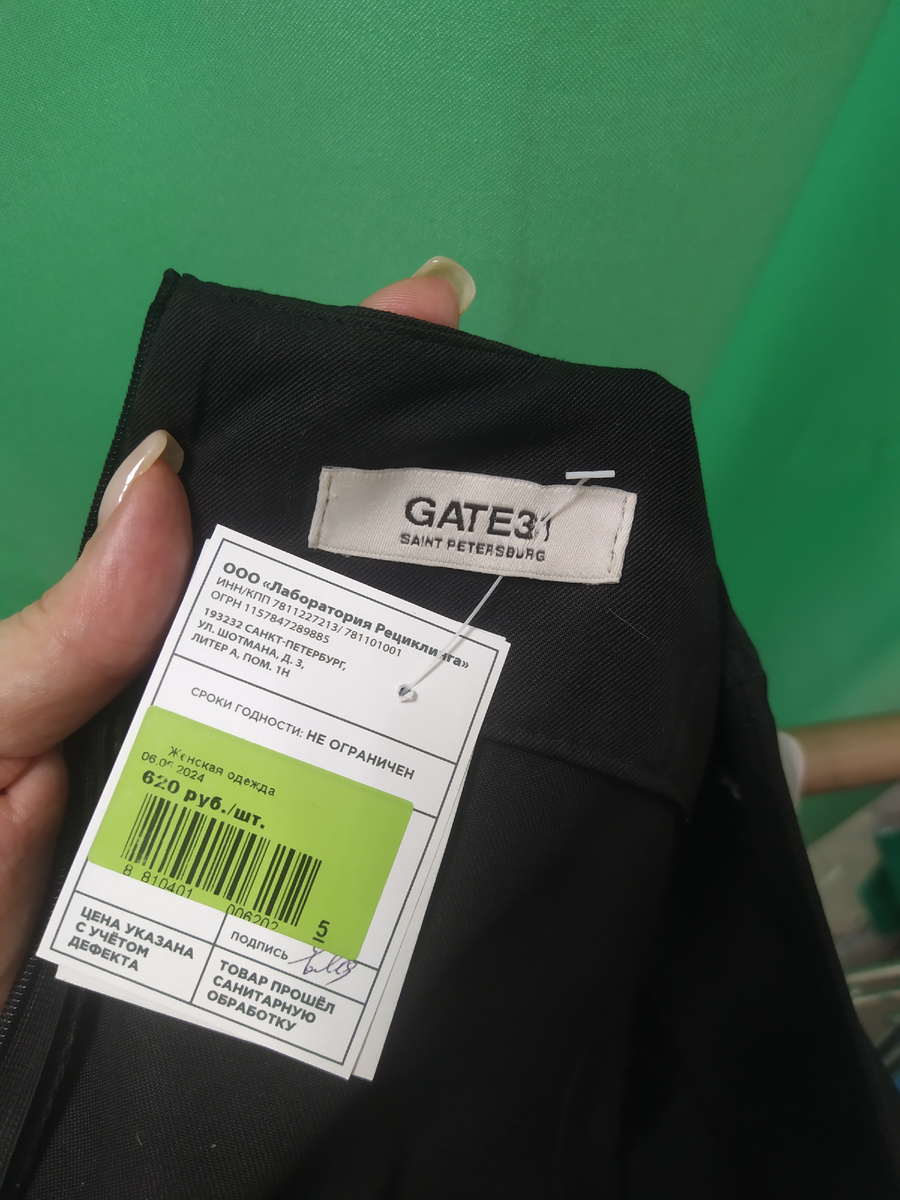 GATE31
SAINT PETERSBURG
ООО «Лаборатория Рециклинга»
ИНН/КПП 7811227213/ 781101001
ОГРН 1157847289885
193232 САНКТ-ПЕТЕРБУРГ,
УЛ. ШОТМАНА, Д. 3,
ЛИТЕР А, ПОМ. 1Н
СРОКИ ГОДНОСТИ: НЕ ОГРАНИЧЕН
Женская одежда
2024
620 руб./шт.
8 810401 006202
5
ПОДПИСЬ
ЦЕНА УКАЗАНА
С УЧЁТОМ
ДЕФЕКТА
ТОВАР ПРОШЁЛ
САНИТАРНУЮ
ОБРАБОТКУ